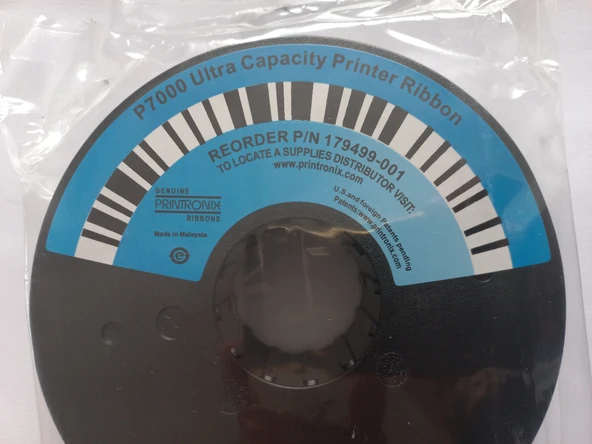 P7000 Ultra Capacity Printer Ribbon
REORDER P/N 179499-001
TO LOCATE A SUPPLIES DISTRIBUTOR VISIT:
www.printronix.com
GENUINE
PRINTRONIX
RIBBONS
Made in Malaysia
e
U.S.and foreign Patents pending
Patents:www.printronix.com